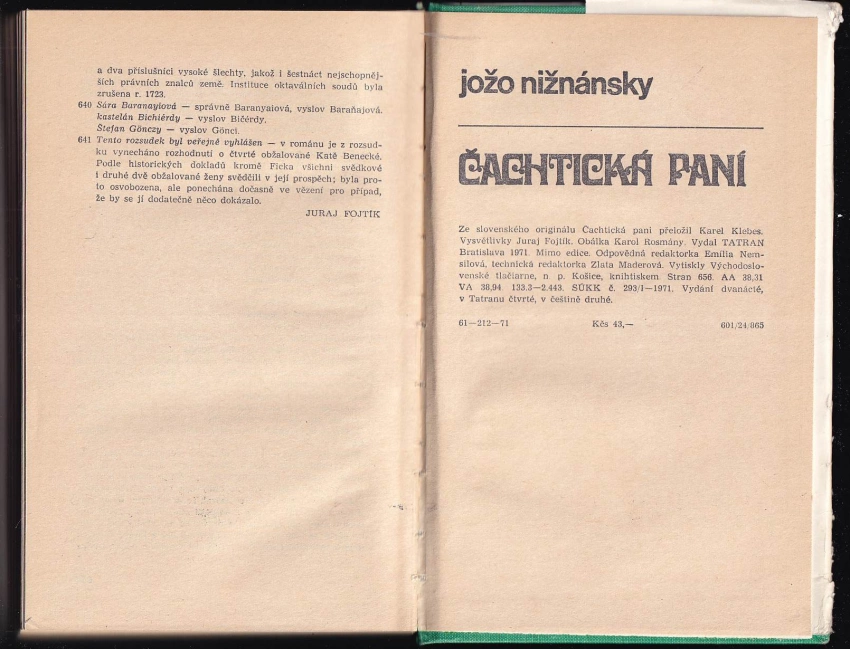 a dva příslušníci vysoké šlechty, jakož i šestnáct nejschopněj-
ších právních znalců země. Instituce oktaválních soudů byla
zrušena r. 1723.
640 Sára Baranayiová — správně Baranyaiová, vyslov Baraňajová.
kastelán Bichiérdy — vyslov Bičérdy.
Štefan Gönczy — vyslov Gönci.
641 Tento rozsudek byl veřejně vyhlášen — v románu je z rozsud-
ku vynecháno rozhodnutí o čtvrté obžalované Katě Benecké.
Podle historických dokladů kromě Ficka všichni svědkové
i druhé dvě obžalované ženy svědčili v její prospěch; byla pro-
to osvobozena, ale ponechána dočasně ve vězení pro případ,
že by se jí dodatečně něco dokázalo.
JURAJ FOJTÍK
jožo nižnánsky
ČACHTICKÁ PANÍ
Ze slovenského originálu Čachtická pani přeložil Karel Klebes.
Vysvětlivky Juraj Fojtík. Obálka Karol Rosmány. Vydal TATRAN
Bratislava 1971. Mimo edice. Odpovědná redaktorka Emília Nem-
silová, technická redaktorka Zlata Maderová. Vytiskly Východoslo-
venské tlačiarne, n p. Košice, knihtiskem Stran 656. AA 38,31
VA 38,94 133.3—2.443. SÚKK č. 293/I—1971. Vydání dvanácté,
v Tatranu čtvrté, v češtině druhé.
61—212—71 Kčs 43,— 601/24/865